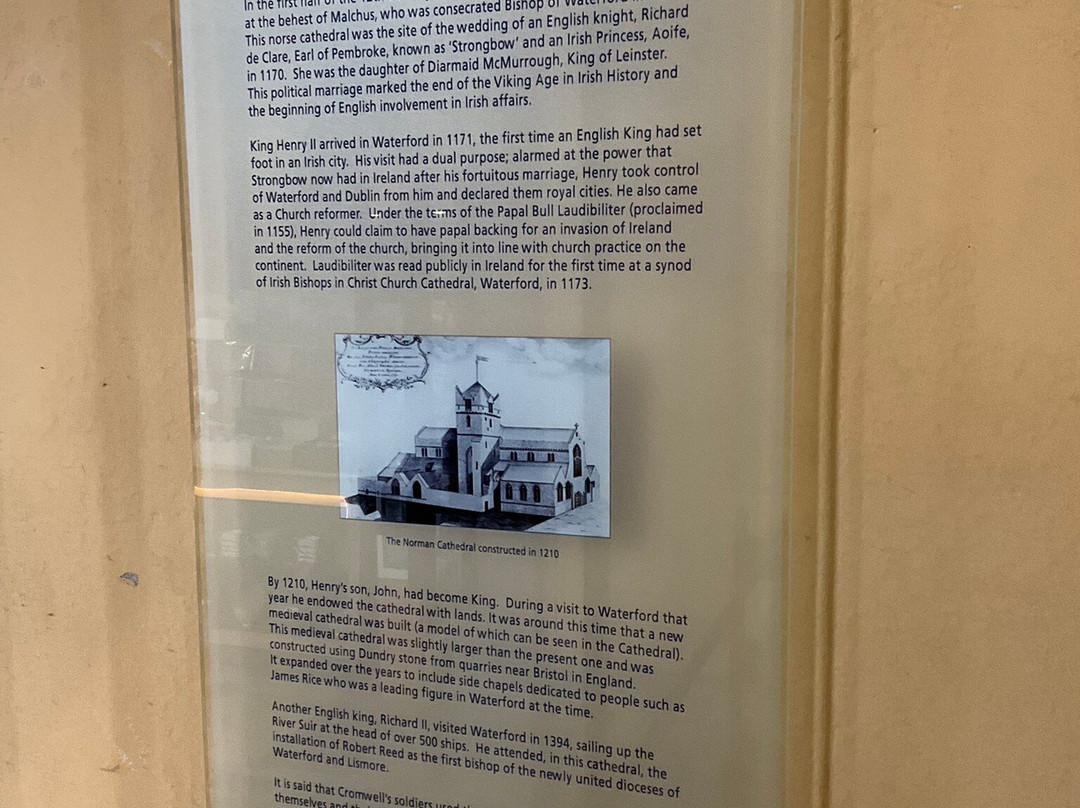 In the first half of the
at the behest of Malchus, who was consecrated Bishop of Waterford in
This norse cathedral was the site of the wedding of an English knight, Richard
de Clare, Earl of Pembroke, known as 'Strongbow' and an Irish Princess, Aoife,
in 1170. She was the daughter of Diarmaid McMurrough, King of Leinster.
This political marriage marked the end of the Viking Age in Irish History and
the beginning of English involvement in Irish affairs.
King Henry II arrived in Waterford in 1171, the first time an English King had set
foot in an Irish city. His visit had a dual purpose; alarmed at the power that
Strongbow now had in Ireland after his fortuitous marriage, Henry took control
of Waterford and Dublin from him and declared them royal cities. He also came
as a Church reformer. Under the terms of the Papal Bull Laudibiliter (proclaimed
in 1155), Henry could claim to have papal backing for an invasion of Ireland
and the reform of the church, bringing it into line with church practice on the
continent. Laudibiliter was read publicly in Ireland for the first time at a synod
of Irish Bishops in Christ Church Cathedral, Waterford, in 1173.
The Norman Cathedral constructed in 1210
By 1210, Henry's son, John, had become King. During a visit to Waterford that
year he endowed the cathedral with lands. It was around this time that a new
medieval cathedral was built (a model of which can be seen in the Cathedral).
This medieval cathedral was slightly larger than the present one and was
constructed using Dundry stone from quarries near Bristol in England.
It expanded over the years to include side chapels dedicated to people such as
James Rice who was a leading figure in Waterford at the time.
Another English king, Richard II, visited Waterford in 1394, sailing up the
River Suir at the head of over 500 ships. He attended, in this cathedral, the
installation of Robert Reed as the first bishop of the newly united dioceses of
Waterford and Lismore.
It is said that Cromwell's soldiers used
themselves and